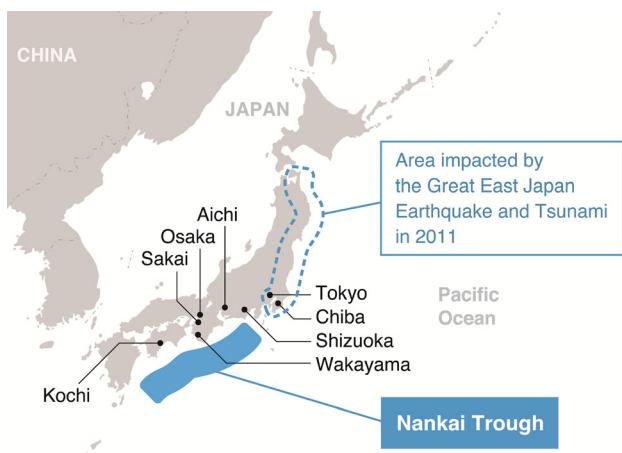 CHINA
JAPAN
Area impacted by
the Great East Japan
Earthquake and Tsunami
in 2011
Aichi
Osaka
Sakai
Tokyo
Chiba
Shizuoka
Wakayama
Pacific
Ocean
Kochi
Nankai Trough